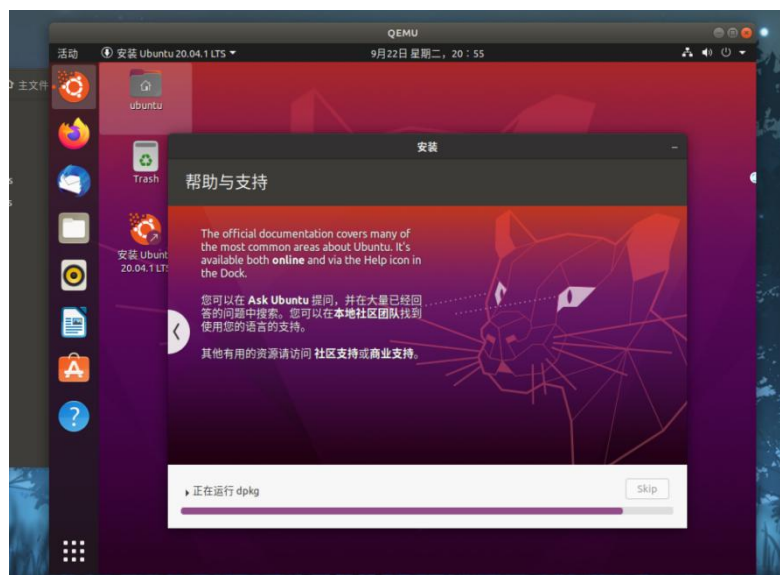 QEMU
活动
安装 Ubuntu 20.04.1 LTS
9月22日 星期二，20：55
主文件
ubuntu
Trash
安装 Ubunt
20.04.1 LTS
安装
帮助与支持
The official documentation covers many of
the most common areas about Ubuntu. It's
available both online and via the Help icon in
the Dock.
您可以在 Ask Ubuntu 提问，并在大量已经回
答的问题中搜索。您可以在本地社区团队找到
使用您的语言的支持。
其他有用的资源请访问 社区支持或商业支持。
正在运行 dpkg
Skip